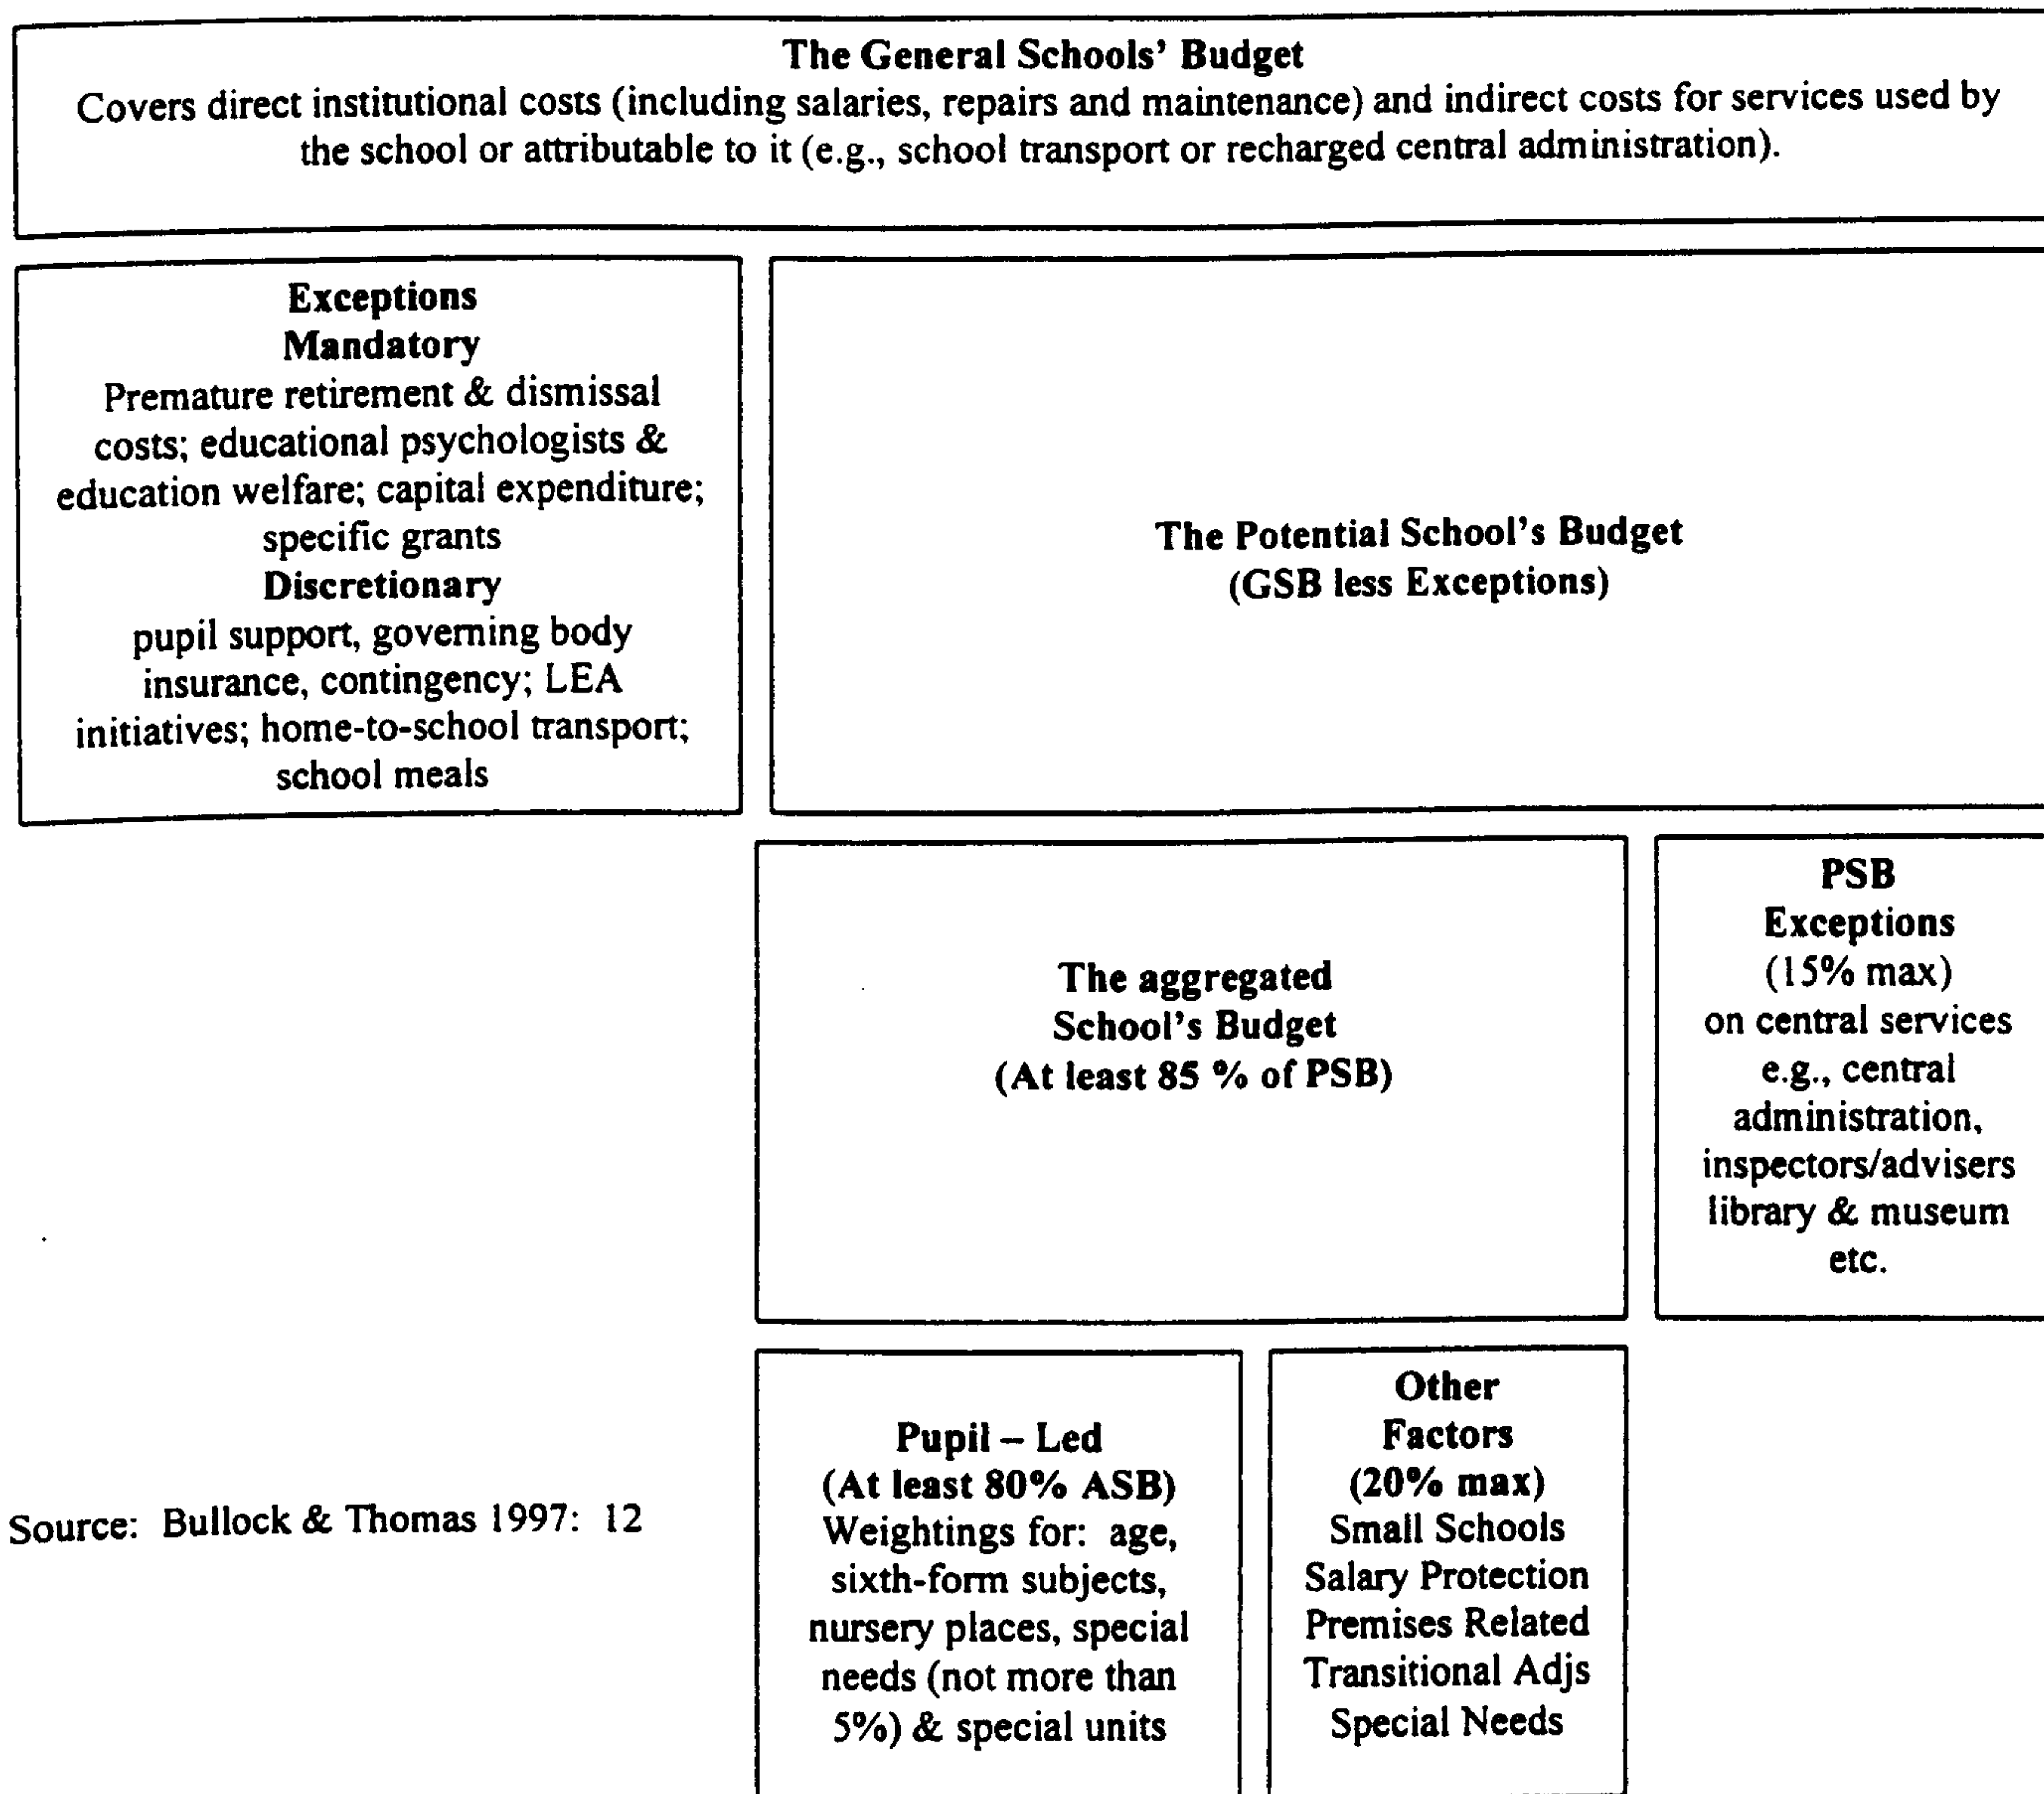 The General Schools' Budget
Covers direct institutional costs (including salaries, repairs and maintenance) and indirect costs for services used by
the school or attributable to it (e.g., school transport or recharged central administration).
Exceptions
Mandatory
Premature retirement & dismissal
costs; educational psychologists &
education welfare; capital expenditure;
specific grants
Discretionary
pupil support, governing body
insurance, contingency; LEA
initiatives; home-to-school transport;
school meals
The Potential School's Budget
(GSB less Exceptions)
The aggregated
School's Budget
(At least 85 % of PSB)
PSB
Exceptions
(15% max)
on central services
e.g., central
administration,
inspectors/advisers
library & museum
etc.
Pupil – Led
(At least 80% ASB)
Weightings for: age,
sixth-form subjects,
nursery places, special
needs (not more than
5%) & special units
Other
Factors
(20% max)
Small Schools
Salary Protection
Premises Related
Transitional Adjs
Special Needs
Source: Bullock & Thomas 1997: 12